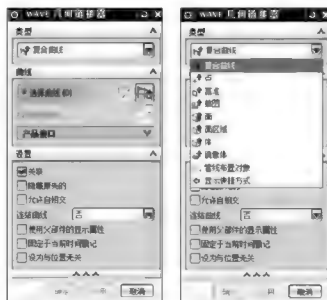 WAVE 几何链接器
类型
复合曲线
曲线
选择曲线 (0)
产品接口
设置
关联
隐藏原先的
允许自相交
连结曲线 否
使用父部件的显示属性
固定于当前时间戳记
设为与位置无关
取消
WAVE 几何链接器
类型
复合曲线
复合曲线
点
基准
草图
面
面区域
体
镜像体
管线布置对象
允许自相交
连结曲线 否
使用父部件的显示属性
固定于当前时间戳记
设为与位置无关
取消